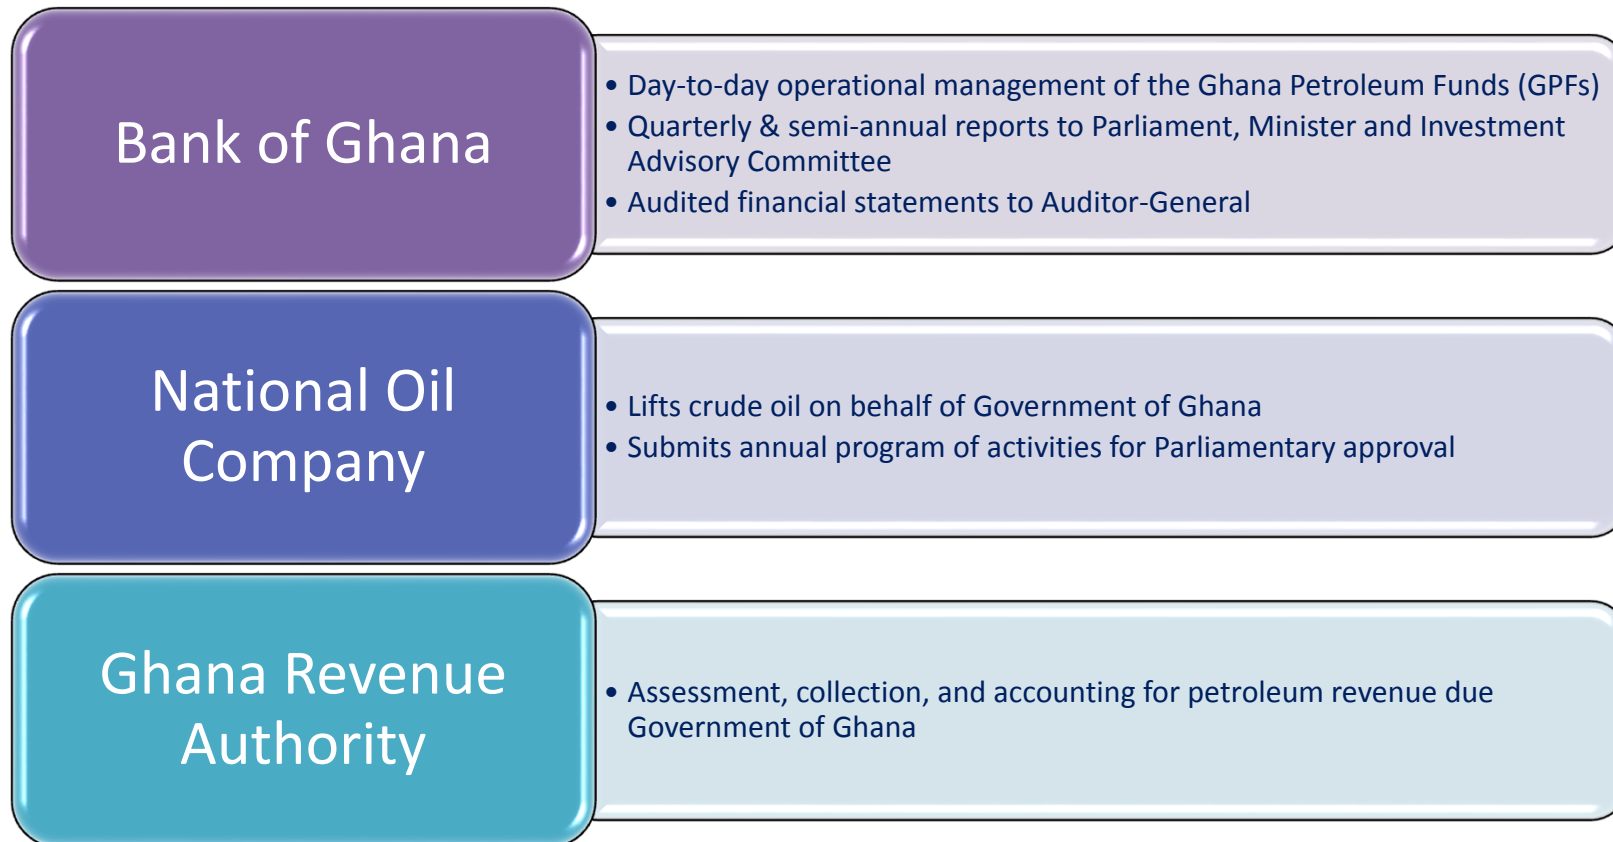 Bank of Ghana
• Day-to-day operational management of the Ghana Petroleum Funds (GPFs)
• Quarterly & semi-annual reports to Parliament, Minister and Investment
Advisory Committee
• Audited financial statements to Auditor-General
National Oil
Company
• Lifts crude oil on behalf of Government of Ghana
• Submits annual program of activities for Parliamentary approval
Ghana Revenue
Authority
• Assessment, collection, and accounting for petroleum revenue due
Government of Ghana